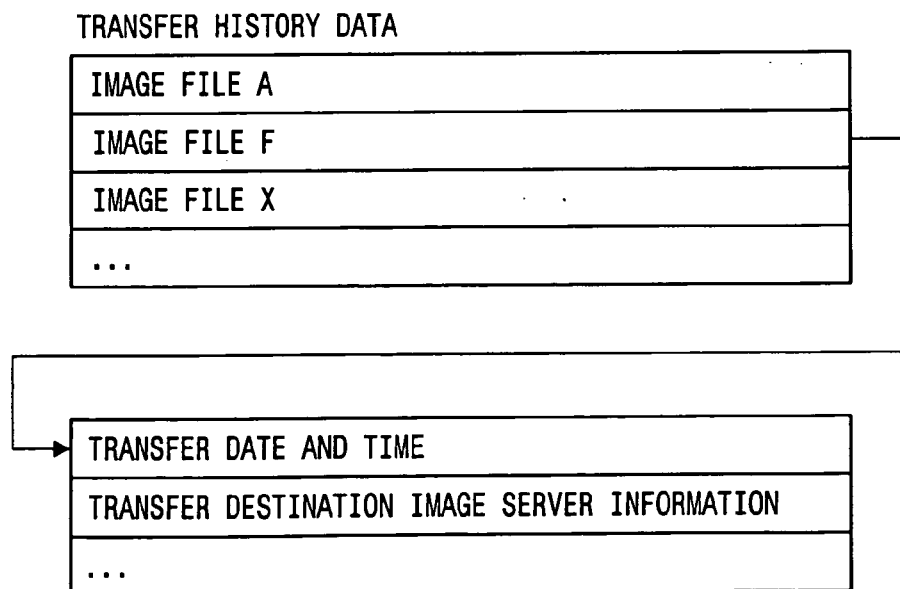 TRANSFER HISTORY DATA
IMAGE FILE A
IMAGE FILE F
IMAGE FILE X
...
TRANSFER DATE AND TIME
TRANSFER DESTINATION IMAGE SERVER INFORMATION
...